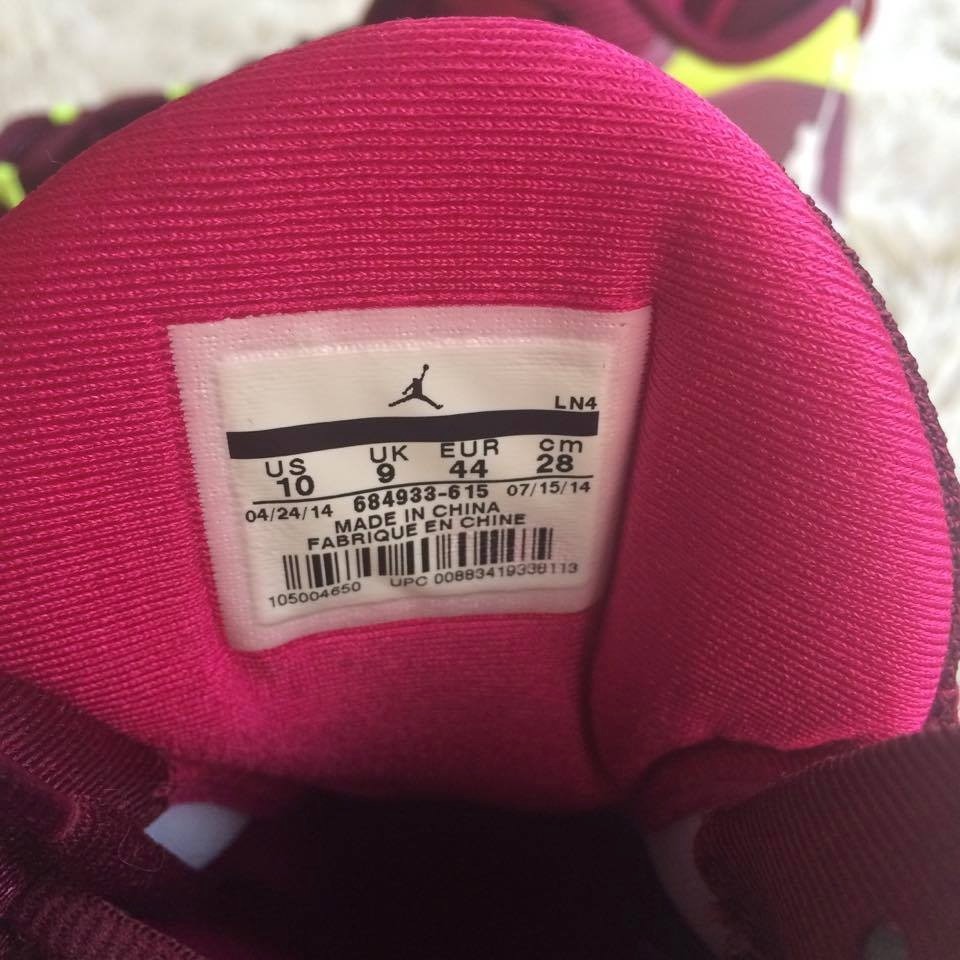 LN4
US UK EUR cm
10 9 44 28
04/24/14 684933-615 07/15/14
MADE IN CHINA
FABRIQUE EN CHINE
105004650 UPC 00883419338113